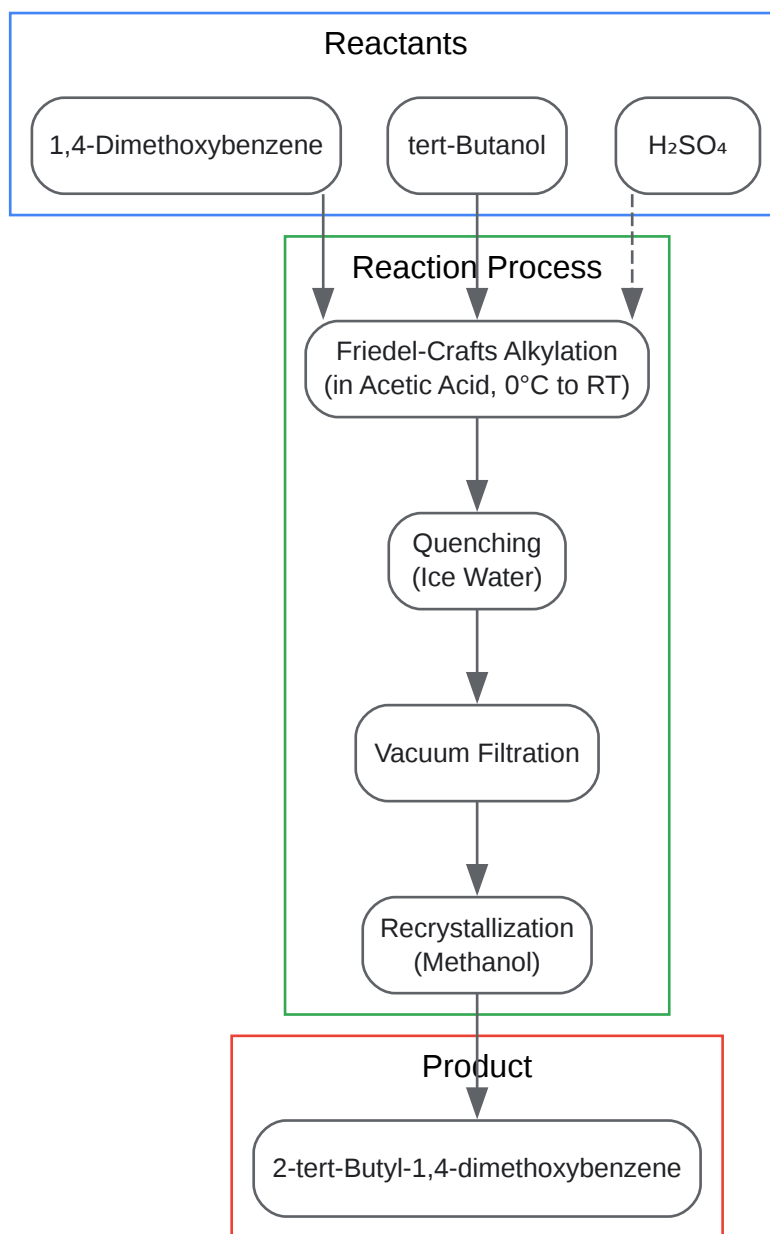 Reactants
1,4-Dimethoxybenzene
tert-Butanol
H₂SO₄
Reaction Process
Friedel-Crafts Alkylation
(in Acetic Acid, 0°C to RT)
Quenching
(Ice Water)
Vacuum Filtration
Recrystallization
(Methanol)
Product
2-tert-Butyl-1,4-dimethoxybenzene